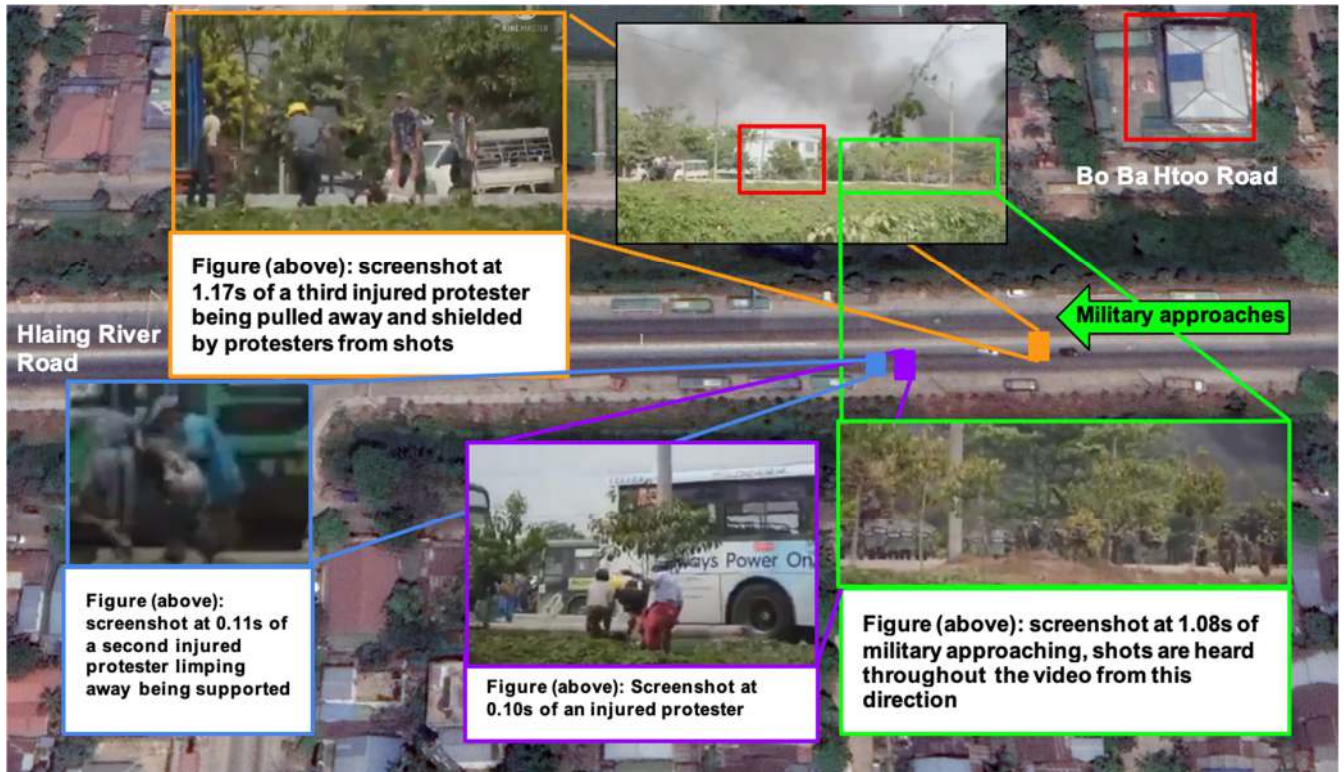 KINEMASTER
Bo Ba Htoo Road
Figure (above): screenshot at
1.17s of a third injured protester
being pulled away and shielded
by protesters from shots
Military approaches
Hlaing River
Road
ways Power On
Figure (above):
screenshot at 0.11s of
a second injured
protester limping
away being supported
Figure (above): Screenshot at
0.10s of an injured protester
Figure (above): screenshot at 1.08s of
military approaching, shots are heard
throughout the video from this
direction